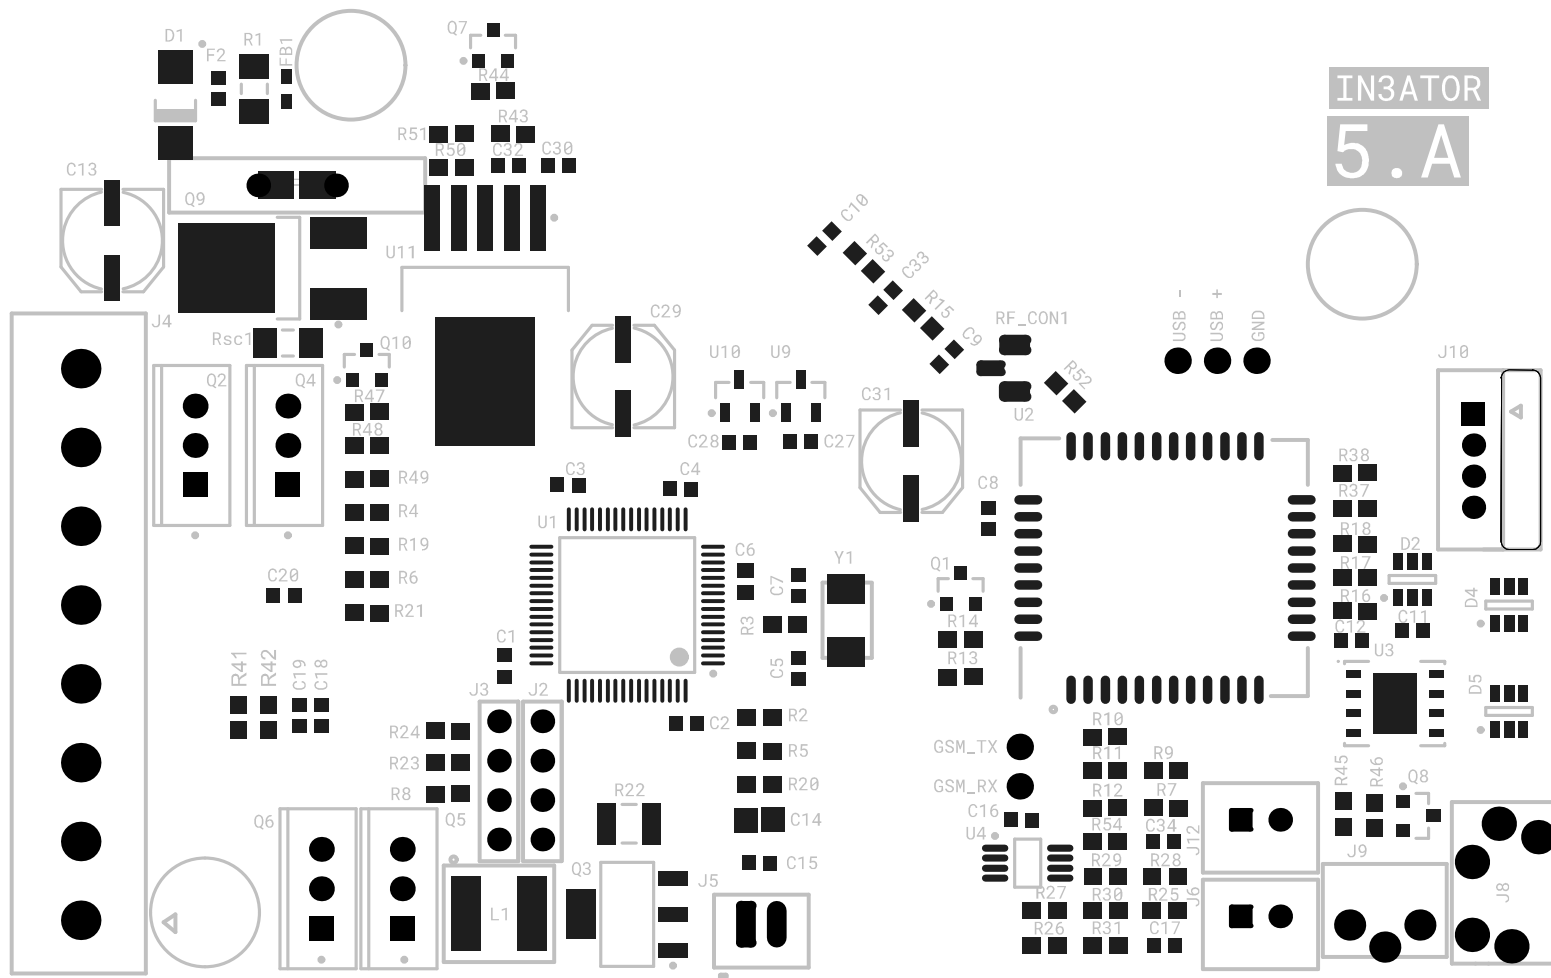 D1
F2
R1
FB1
Q7
R44
IN3ATOR
5.A
R51
R43
R50
C32
C30
C13
Q9
U11
C10
R53
C33
R15
C9
RF_CON1
R52
USB -
USB +
GND
J4
Rsc1
Q10
C29
U10
U9
J10
Q2
Q4
R47
R48
C31
U2
C28
C27
R49
C3
C4
C8
R38
R37
R4
U1
R18
R19
C6
C7
Y1
Q1
D2
R17
C20
R6
R16
D4
R21
R3
R14
C12
C11
C1
C5
R13
U3
R41
R42
C19
C18
J3
J2
D5
R24
C2
R2
R10
GSM_TX
R23
R5
R11
R9
R8
R20
GSM_RX
R12
R7
R45
R46
Q8
R22
Q6
Q5
C14
C16
U4
R54
C34
J12
C15
R29
R28
J9
Q3
J5
L1
R27
R30
R25
J6
J8
R26
R31
C17